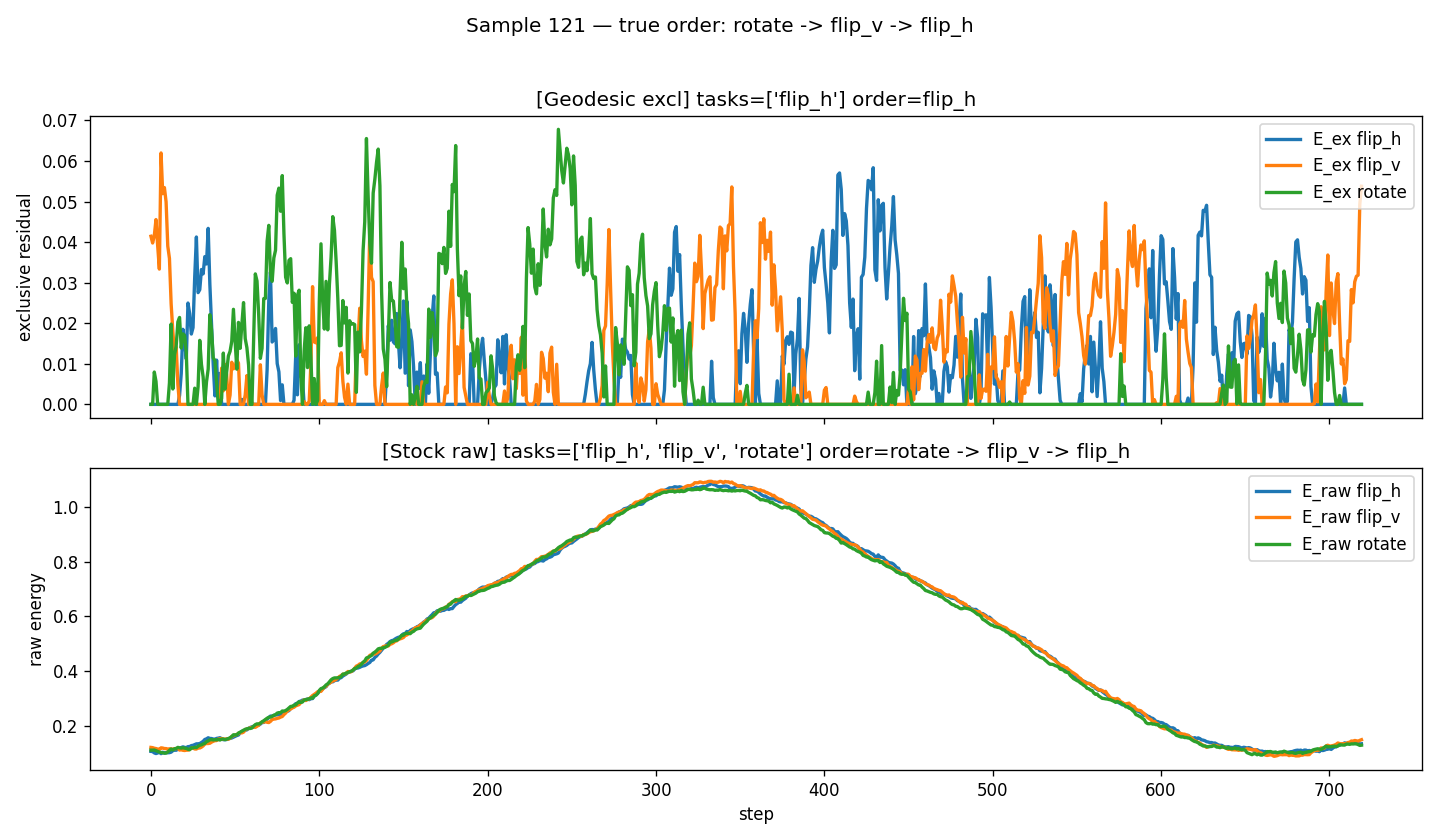 Sample 121 — true order: rotate -> flip_v -> flip_h
[Geodesic excl] tasks=['flip_h'] order=flip_h
0.07
0.06
0.05
0.04
0.03
0.02
0.01
0.00
exclusive residual
E_ex flip_h
E_ex flip_v
E_ex rotate
[Stock raw] tasks=['flip_h', 'flip_v', 'rotate'] order=rotate -> flip_v -> flip_h
1.0
0.8
0.6
0.4
0.2
raw energy
E_raw flip_h
E_raw flip_v
E_raw rotate
0 100 200 300 400 500 600 700
step